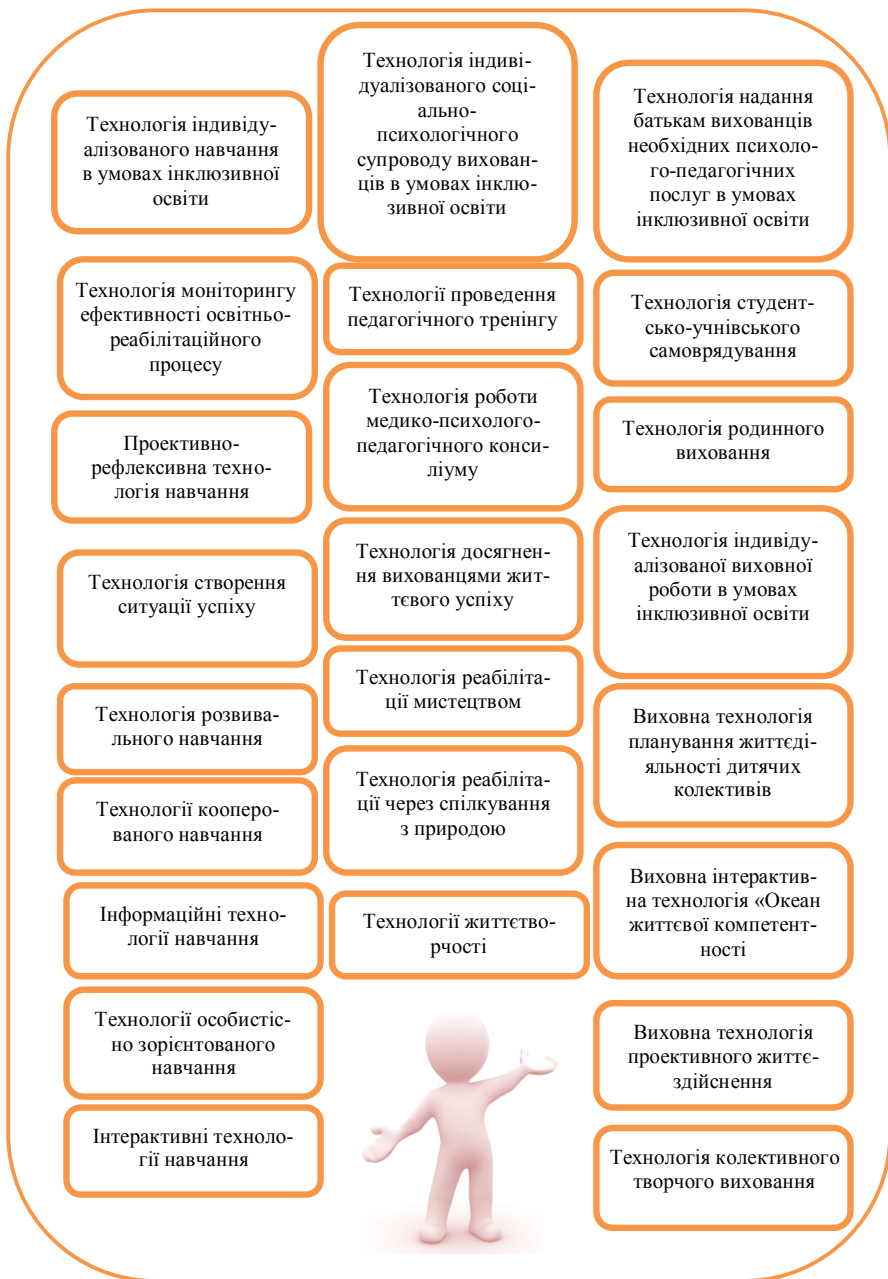 Технологія індивіду-
алізованого навчання
в умовах інклюзивної
освіти
Технологія моніторингу
ефективності освітньо-
реабілітаційного
процесу
Проективно-
рефлексивна техно-
логія навчання
Технологія створення
ситуації успіху
Технологія розвива-
льного навчання
Технології кооперо-
ваного навчання
Інформаційні техно-
логії навчання
Технології особистіс-
но зорієнтованого
навчання
Інтерактивні техноло-
гії навчання
Технологія індиві-
дуалізованого соці-
ально-
психологічного
супроводу вихован-
ців в умовах інклю-
зивної освіти
Технології проведення
педагогічного тренінгу
Технологія роботи
медико-психолого-
педагогічного конси-
ліуму
Технологія досягнен-
ня вихованцями жит-
тєвого успіху
Технологія реабіліта-
ції мистецтвом
Технологія реабіліта-
ції через спілкування
з природою
Технології життєтво-
рчості
Технологія надання
батькам вихованців
необхідних психоло-
го-педагогічних
послуг в умовах
інклюзивної освіти
Технологія студент-
сько-учнівського
самоврядування
Технологія родинного
виховання
Технологія індивіду-
алізованої виховної
роботи в умовах
інклюзивної освіти
Виховна технологія
планування життєді-
яльності дитячих
колективів
Виховна інтерактив-
на технологія «Океан
життєвої компетент-
ності
Виховна технологія
проективного життє-
здійснення
Технологія колективного
творчого виховання